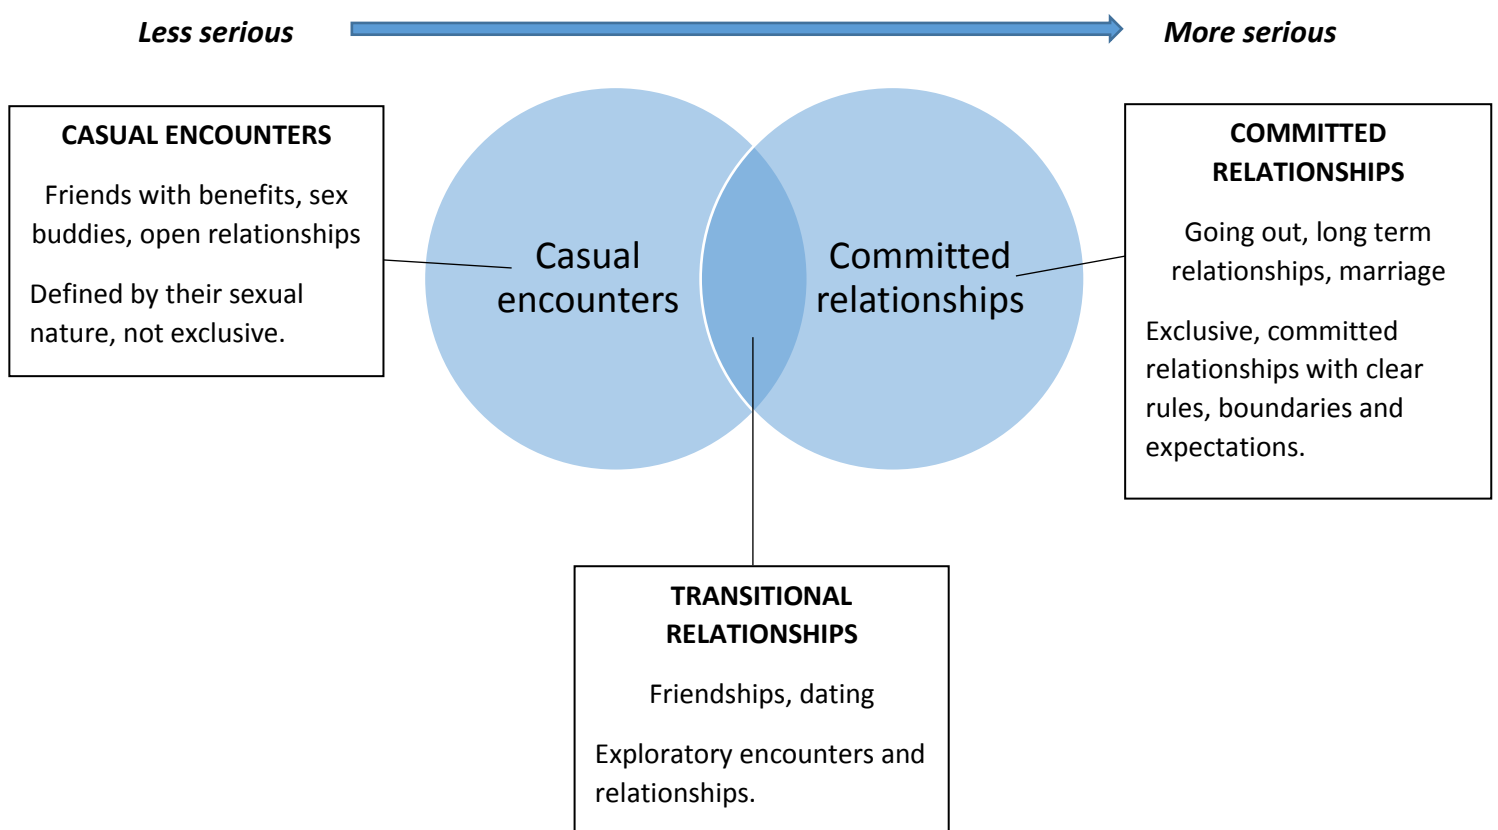 Less serious
More serious
CASUAL ENCOUNTERS
Friends with benefits, sex
buddies, open relationships
Defined by their sexual
nature, not exclusive.
Casual
encounters
Committed
relationships
COMMITTED
RELATIONSHIPS
Going out, long term
relationships, marriage
Exclusive, committed
relationships with clear
rules, boundaries and
expectations.
TRANSITIONAL
RELATIONSHIPS
Friendships, dating
Exploratory encounters and
relationships.